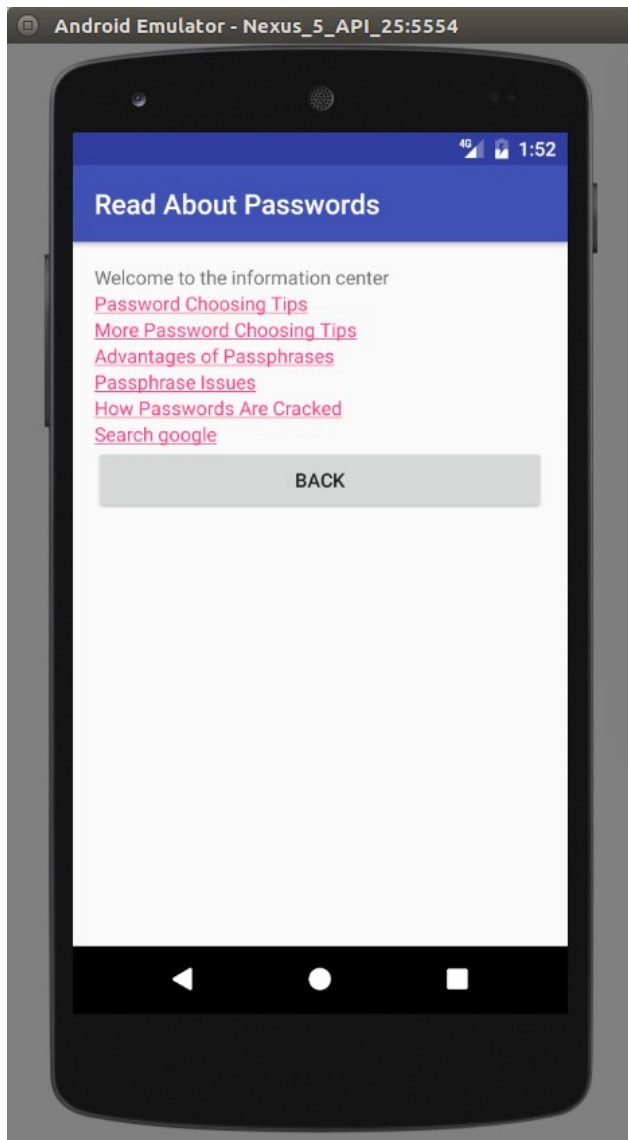 Android Emulator - Nexus_5_API_25:5554
4G 1:52
Read About Passwords
Welcome to the information center
Password Choosing Tips
More Password Choosing Tips
Advantages of Passphrases
Passphrase Issues
How Passwords Are Cracked
Search google
BACK